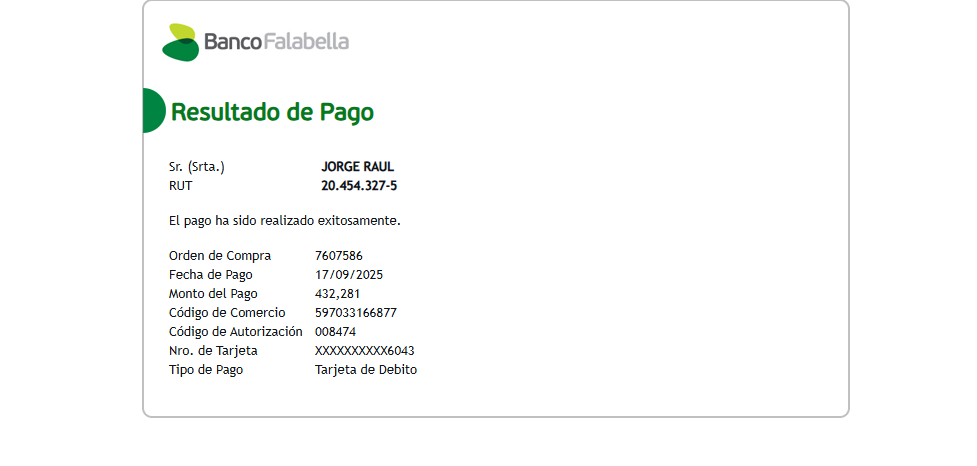 Banco Falabella
Resultado de Pago
Sr. (Srta.) JORGE RAUL
RUT 20.454.327-5
El pago ha sido realizado exitosamente.
Orden de Compra 7607586
Fecha de Pago 17/09/2025
Monto del Pago 432,281
Código de Comercio 597033166877
Código de Autorización 008474
Nro. de Tarjeta XXXXXXXXXX6043
Tipo de Pago Tarjeta de Debito